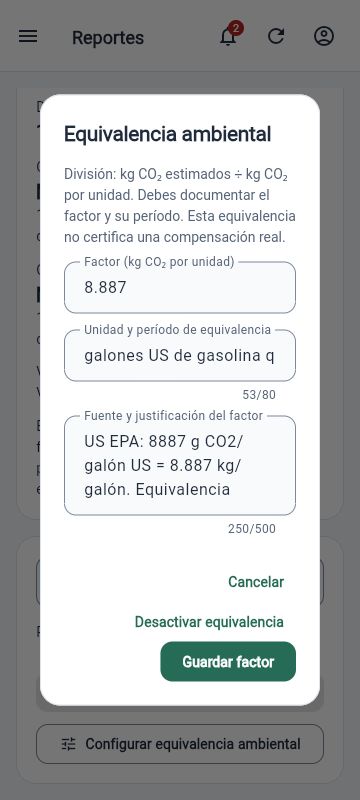 Reportes
2
Equivalencia ambiental
División: kg CO₂ estimados ÷ kg CO₂
por unidad. Debes documentar el
factor y su período. Esta equivalencia
no certifica una compensación real.
Factor (kg CO₂ por unidad)
8.887
Unidad y período de equivalencia
galones US de gasolina q
53/80
Fuente y justificación del factor
US EPA: 8887 g CO2/
galón US = 8.887 kg/
galón. Equivalencia
250/500
Cancelar
Desactivar equivalencia
Guardar factor
Configurar equivalencia ambiental